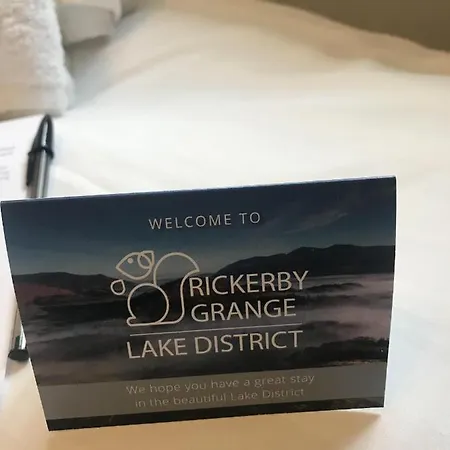 WELCOME TO
RICKERBY
GRANGE
LAKE DISTRICT
We hope you have a great stay
in the beautiful Lake District